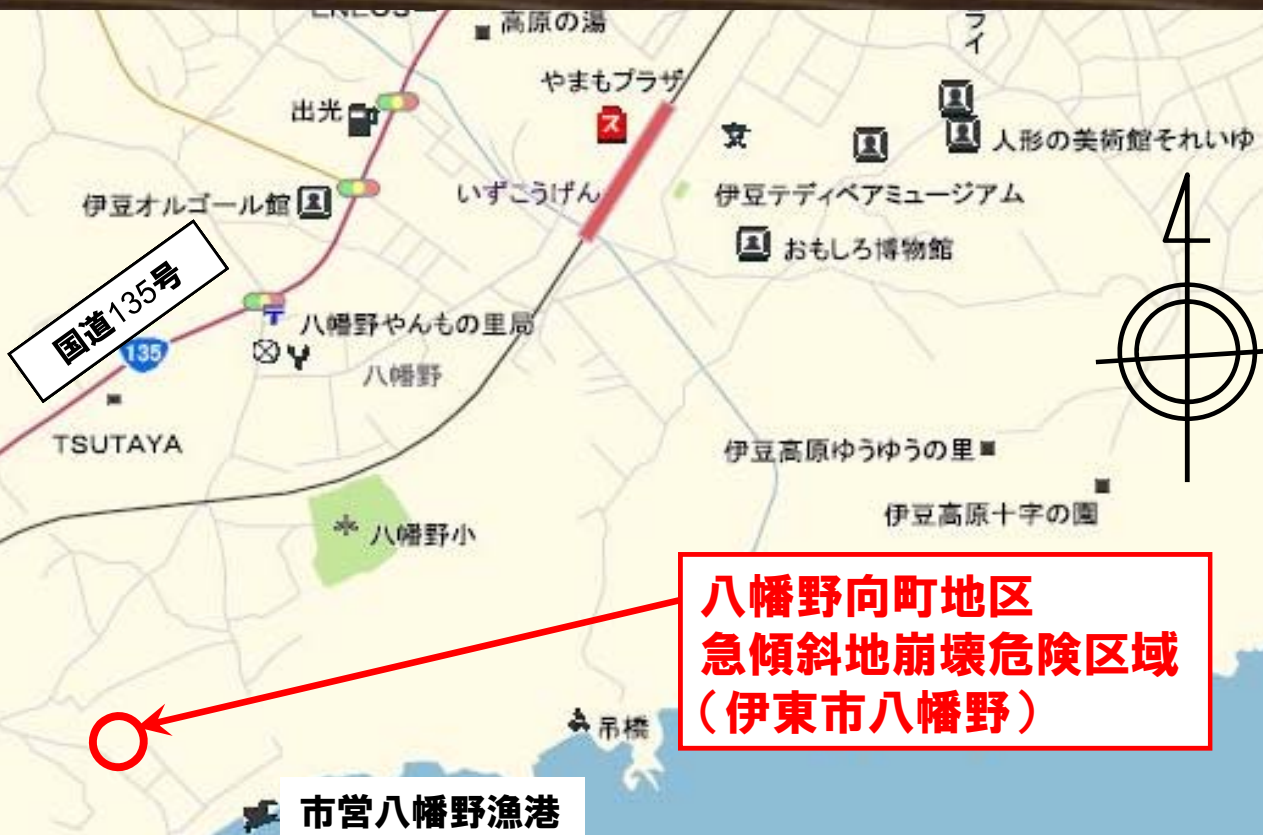 ENEOS
高原の湯
ライ
やまもプラザ
出光
ス
人形の美術館それいゆ
いずこうげん
伊豆テディベアミュージアム
伊豆オルゴール館
おもしろ博物館
国道135号
八幡野やんもの里局
135
八幡野
TSUTAYA
伊豆高原ゆうゆうの里
伊豆高原十字の園
八幡野小
八幡野向町地区
急傾斜地崩壊危険区域
（伊東市八幡野）
吊橋
市営八幡野漁港